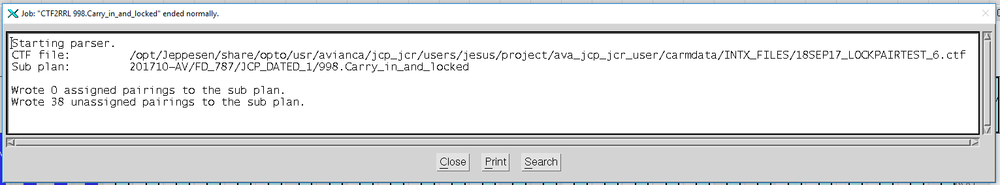 Job: "CTF2RRL 998.Carry_in_and_locked" ended normally.
Starting parser.
CTF file: /opt/Jeppesen/share/opto/usr/avianca/jcp_jcr/users/jesus/project/ava_jcp_jcr_user/carmdata/INTX_FILES/18SEP17_LOCKPAIRTEST_6.ctf
Sub plan: 201710-AV/FD_787/JCP_DATED_1/998.Carry_in_and_locked
Wrote 0 assigned pairings to the sub plan.
Wrote 38 unassigned pairings to the sub plan.
Close Print Search